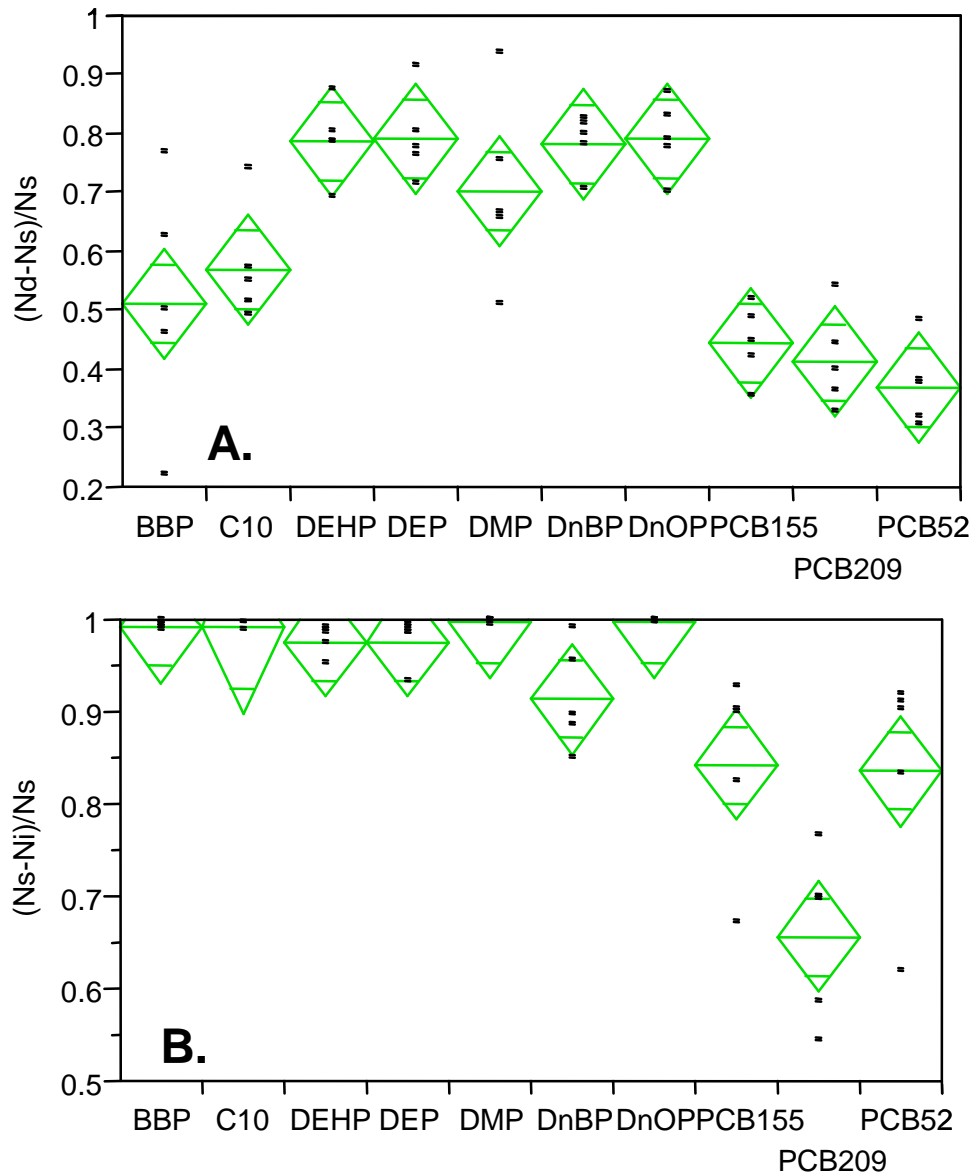 1
0.9
0.8
0.7
0.6
0.5
0.4
0.3
0.2
(Nd-Ns)/Ns
A.
BBP C10 DEHP DEP DMP DnBP DnOP PCB155 PCB52
PCB209
1
0.9
0.8
0.7
0.6
0.5
(Ns-Ni)/Ns
B.
BBP C10 DEHP DEP DMP DnBP DnOP PCB155 PCB52
PCB209